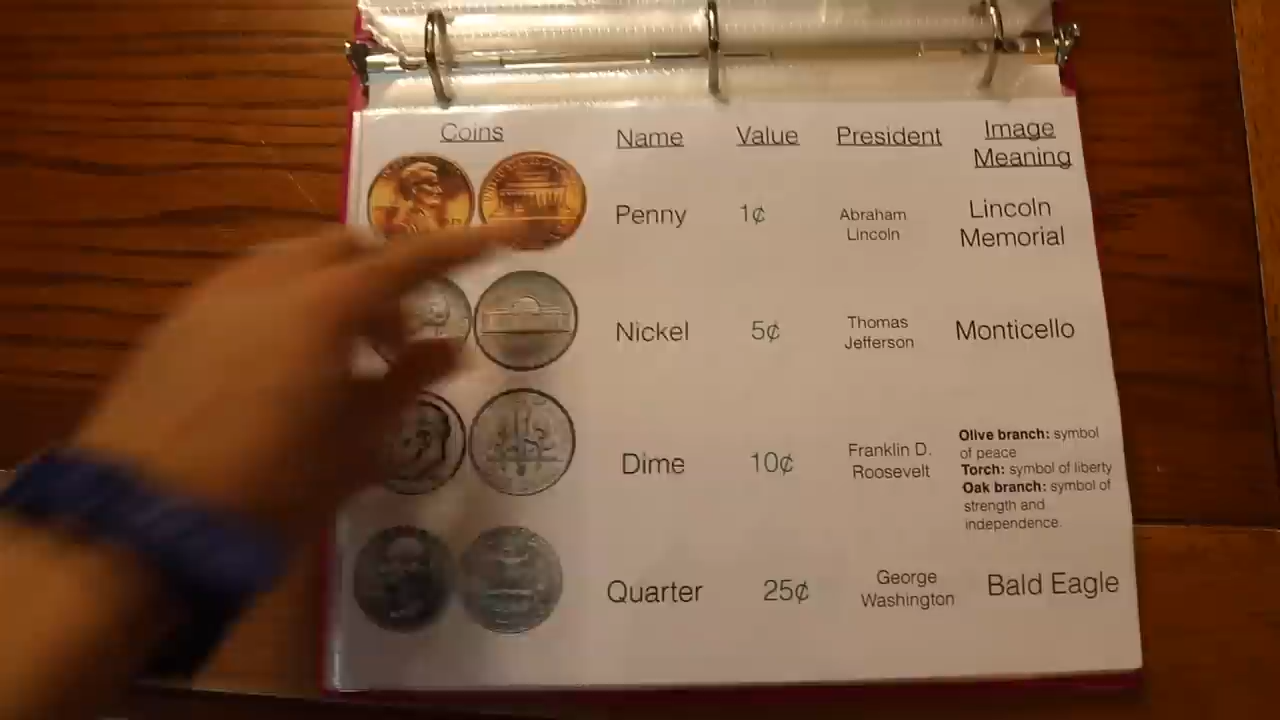 Coins Name Value President Image
Meaning
Penny 1¢ Abraham
Lincoln Lincoln
Memorial
Nickel 5¢ Thomas
Jefferson Monticello
Dime 10¢ Franklin D.
Roosevelt Olive branch: symbol
of peace
Torch: symbol of liberty
Oak branch: symbol of
strength and
independence.
Quarter 25¢ George
Washington Bald Eagle